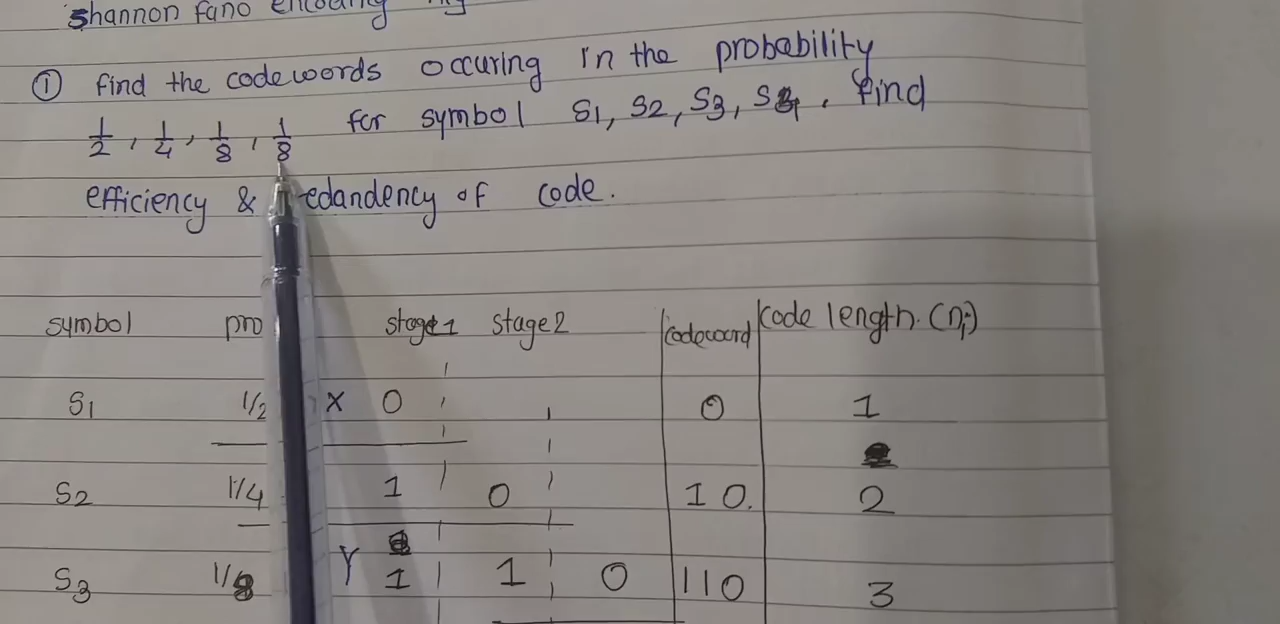 shannon fano encoding
① find the codewords occuring in the probability
1/2, 1/4, 1/8, 1/8 for symbol S1, S2, S3, S4. Find
efficiency & redandency of code.
symbol pro stage1 stage2 codeword code length. (ni)
S1 1/2 X 0 0 1
S2 1/4 1 0 10. 2
S3 1/8 Y 1 1 0 110 3